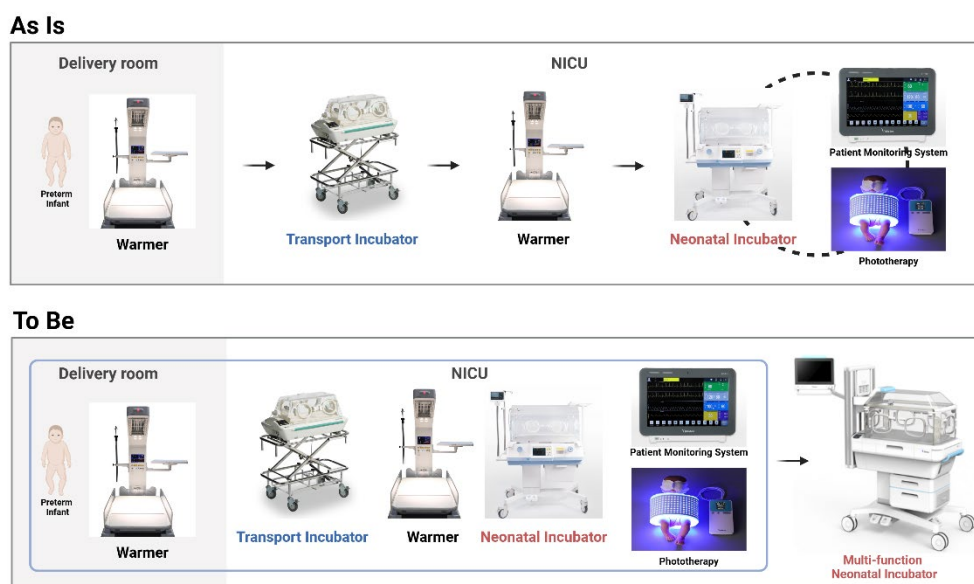 As Is
Delivery room
NICU
Preterm
Infant
Warmer
Transport Incubator
Warmer
Neonatal Incubator
Patient Monitoring System
Phototherapy
To Be
Delivery room
NICU
Preterm
Infant
Warmer
Transport Incubator
Warmer
Neonatal Incubator
Patient Monitoring System
Phototherapy
Multi-function
Neonatal Incubator